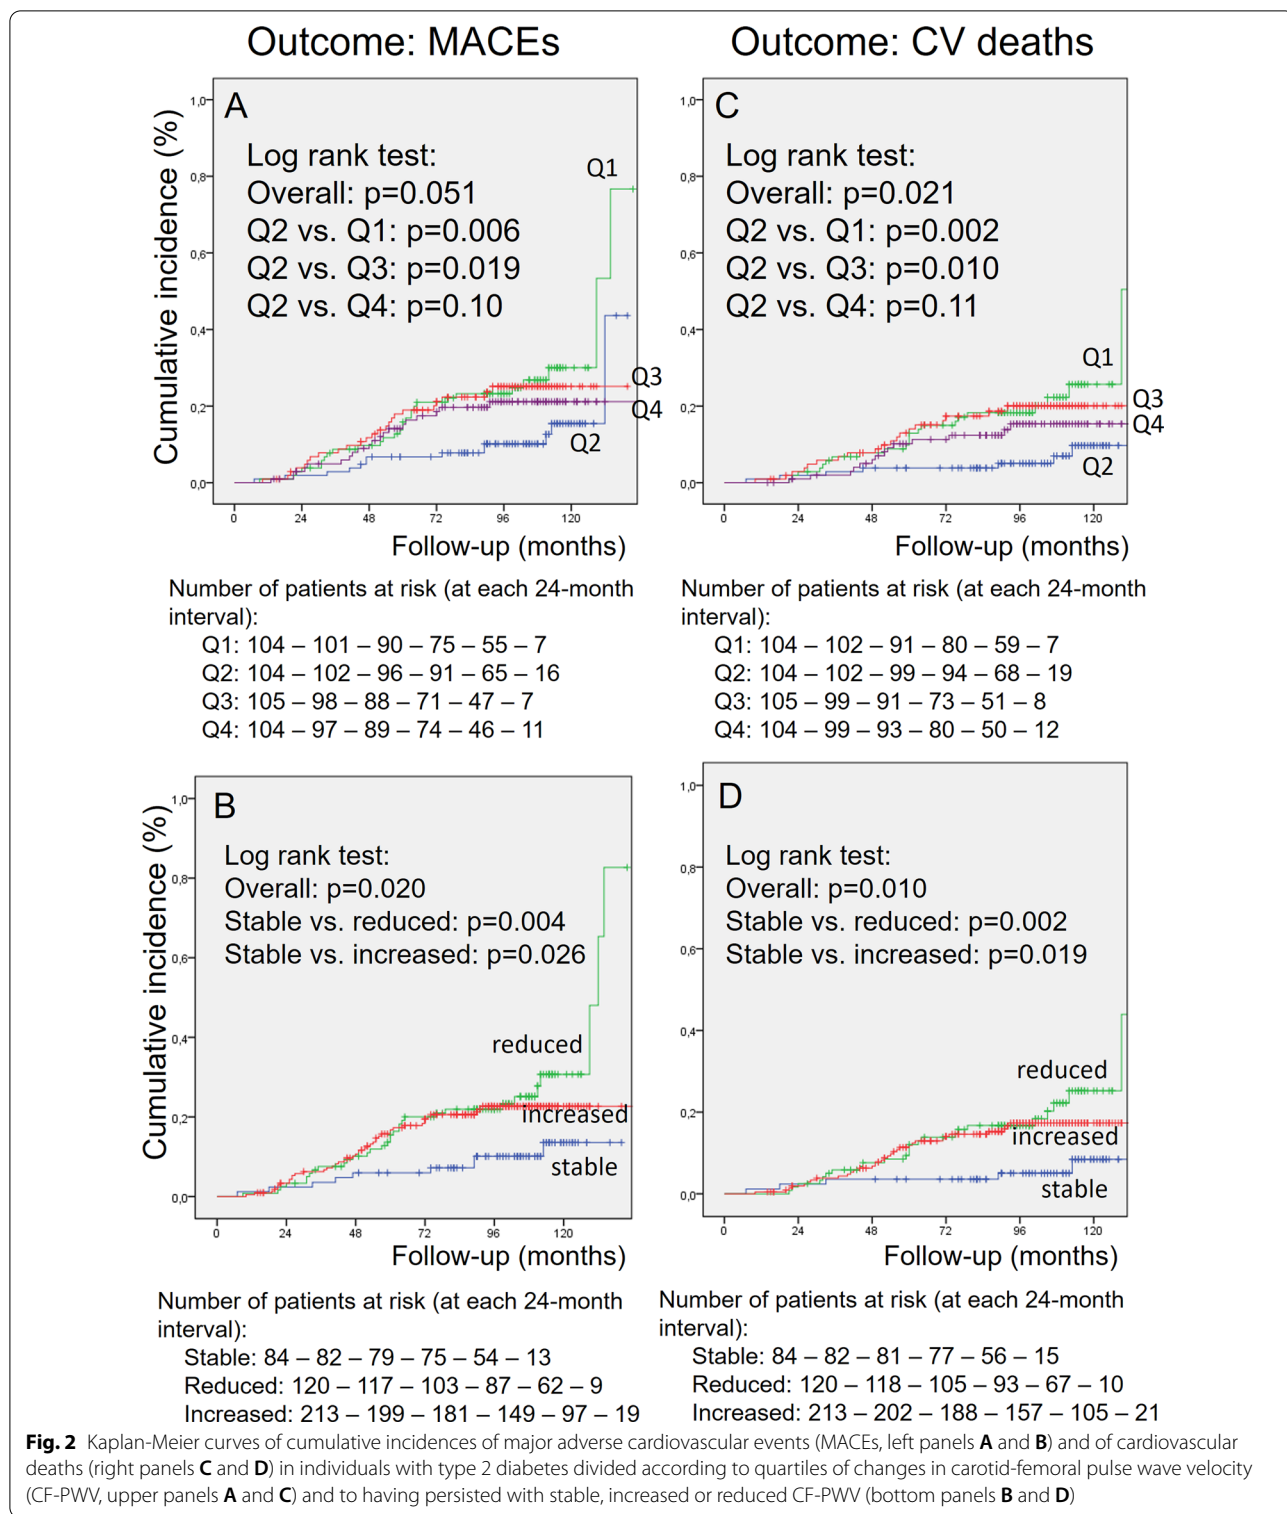 Outcome: MACEs
Outcome: CV deaths
A
Log rank test:
Overall: p=0.051
Q2 vs. Q1: p=0.006
Q2 vs. Q3: p=0.019
Q2 vs. Q4: p=0.10
Cumulative incidence (%)
1,0
0,8
0,6
0,4
0,2
0,0
Q1
Q3
Q4
Q2
0 24 48 72 96 120
Follow-up (months)
Number of patients at risk (at each 24-month
interval):
Q1: 104 – 101 – 90 – 75 – 55 – 7
Q2: 104 – 102 – 96 – 91 – 65 – 16
Q3: 105 – 98 – 88 – 71 – 47 – 7
Q4: 104 – 97 – 89 – 74 – 46 – 11
C
Log rank test:
Overall: p=0.021
Q2 vs. Q1: p=0.002
Q2 vs. Q3: p=0.010
Q2 vs. Q4: p=0.11
1,0
0,8
0,6
0,4
0,2
0,0
Q1
Q3
Q4
Q2
0 24 48 72 96 120
Follow-up (months)
Number of patients at risk (at each 24-month
interval):
Q1: 104 – 102 – 91 – 80 – 59 – 7
Q2: 104 – 102 – 99 – 94 – 68 – 19
Q3: 105 – 99 – 91 – 73 – 51 – 8
Q4: 104 – 99 – 93 – 80 – 50 – 12
B
Log rank test:
Overall: p=0.020
Stable vs. reduced: p=0.004
Stable vs. increased: p=0.026
Cumulative incidence (%)
1,0
0,8
0,6
0,4
0,2
0,0
reduced
increased
stable
0 24 48 72 96 120
Follow-up (months)
Number of patients at risk (at each 24-month
interval):
Stable: 84 – 82 – 79 – 75 – 54 – 13
Reduced: 120 – 117 – 103 – 87 – 62 – 9
Increased: 213 – 199 – 181 – 149 – 97 – 19
D
Log rank test:
Overall: p=0.010
Stable vs. reduced: p=0.002
Stable vs. increased: p=0.019
1,0
0,8
0,6
0,4
0,2
0,0
reduced
increased
stable
0 24 48 72 96 120
Follow-up (months)
Number of patients at risk (at each 24-month
interval):
Stable: 84 – 82 – 81 – 77 – 56 – 15
Reduced: 120 – 118 – 105 – 93 – 67 – 10
Increased: 213 – 202 – 188 – 157 – 105 – 21
Fig. 2 Kaplan-Meier curves of cumulative incidences of major adverse cardiovascular events (MACEs, left panels A and B) and of cardiovascular
deaths (right panels C and D) in individuals with type 2 diabetes divided according to quartiles of changes in carotid-femoral pulse wave velocity
(CF-PWV, upper panels A and C) and to having persisted with stable, increased or reduced CF-PWV (bottom panels B and D)